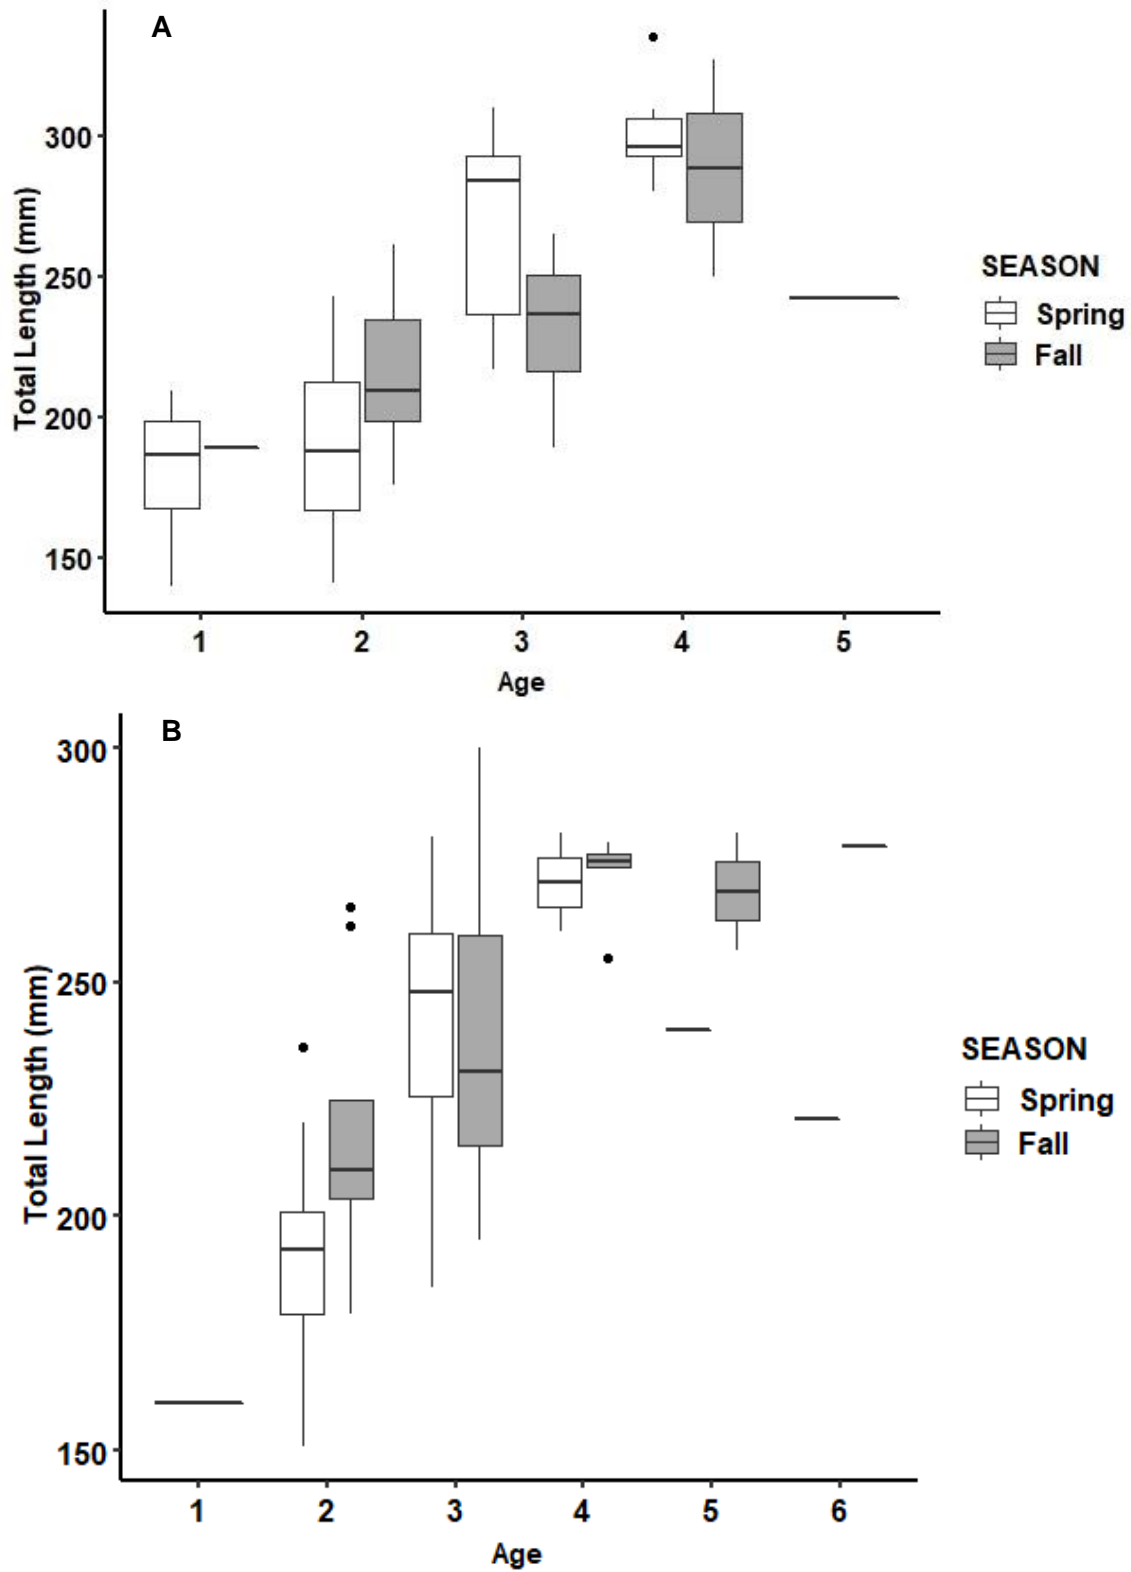 A
300
250
200
150
Total Length (mm)
1 2 3 4 5
Age
SEASON
Spring
Fall
B
300
250
200
150
Total Length (mm)
1 2 3 4 5 6
Age
SEASON
Spring
Fall